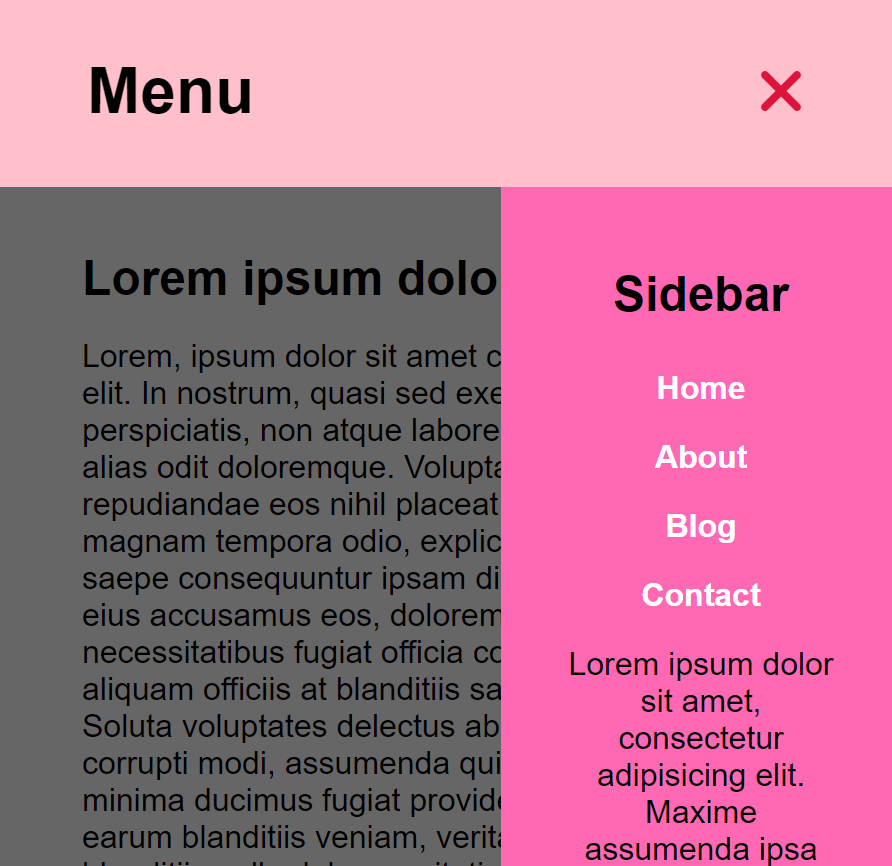 Menu
Lorem ipsum dolo
Lorem, ipsum dolor sit amet c
elit. In nostrum, quasi sed exe
perspiciatis, non atque labore
alias odit doloremque. Volupta
repudiandae eos nihil placeat
magnam tempora odio, explic
saepe consequuntur ipsam di
eius accusamus eos, dolorem
necessitatibus fugiat officia co
aliquam officiis at blanditiis sa
Soluta voluptates delectus ab
corrupti modi, assumenda qui
minima ducimus fugiat provide
earum blanditiis veniam, verita
Sidebar
Home
About
Blog
Contact
Lorem ipsum dolor
sit amet,
consectetur
adipisicing elit.
Maxime
assumenda ipsa